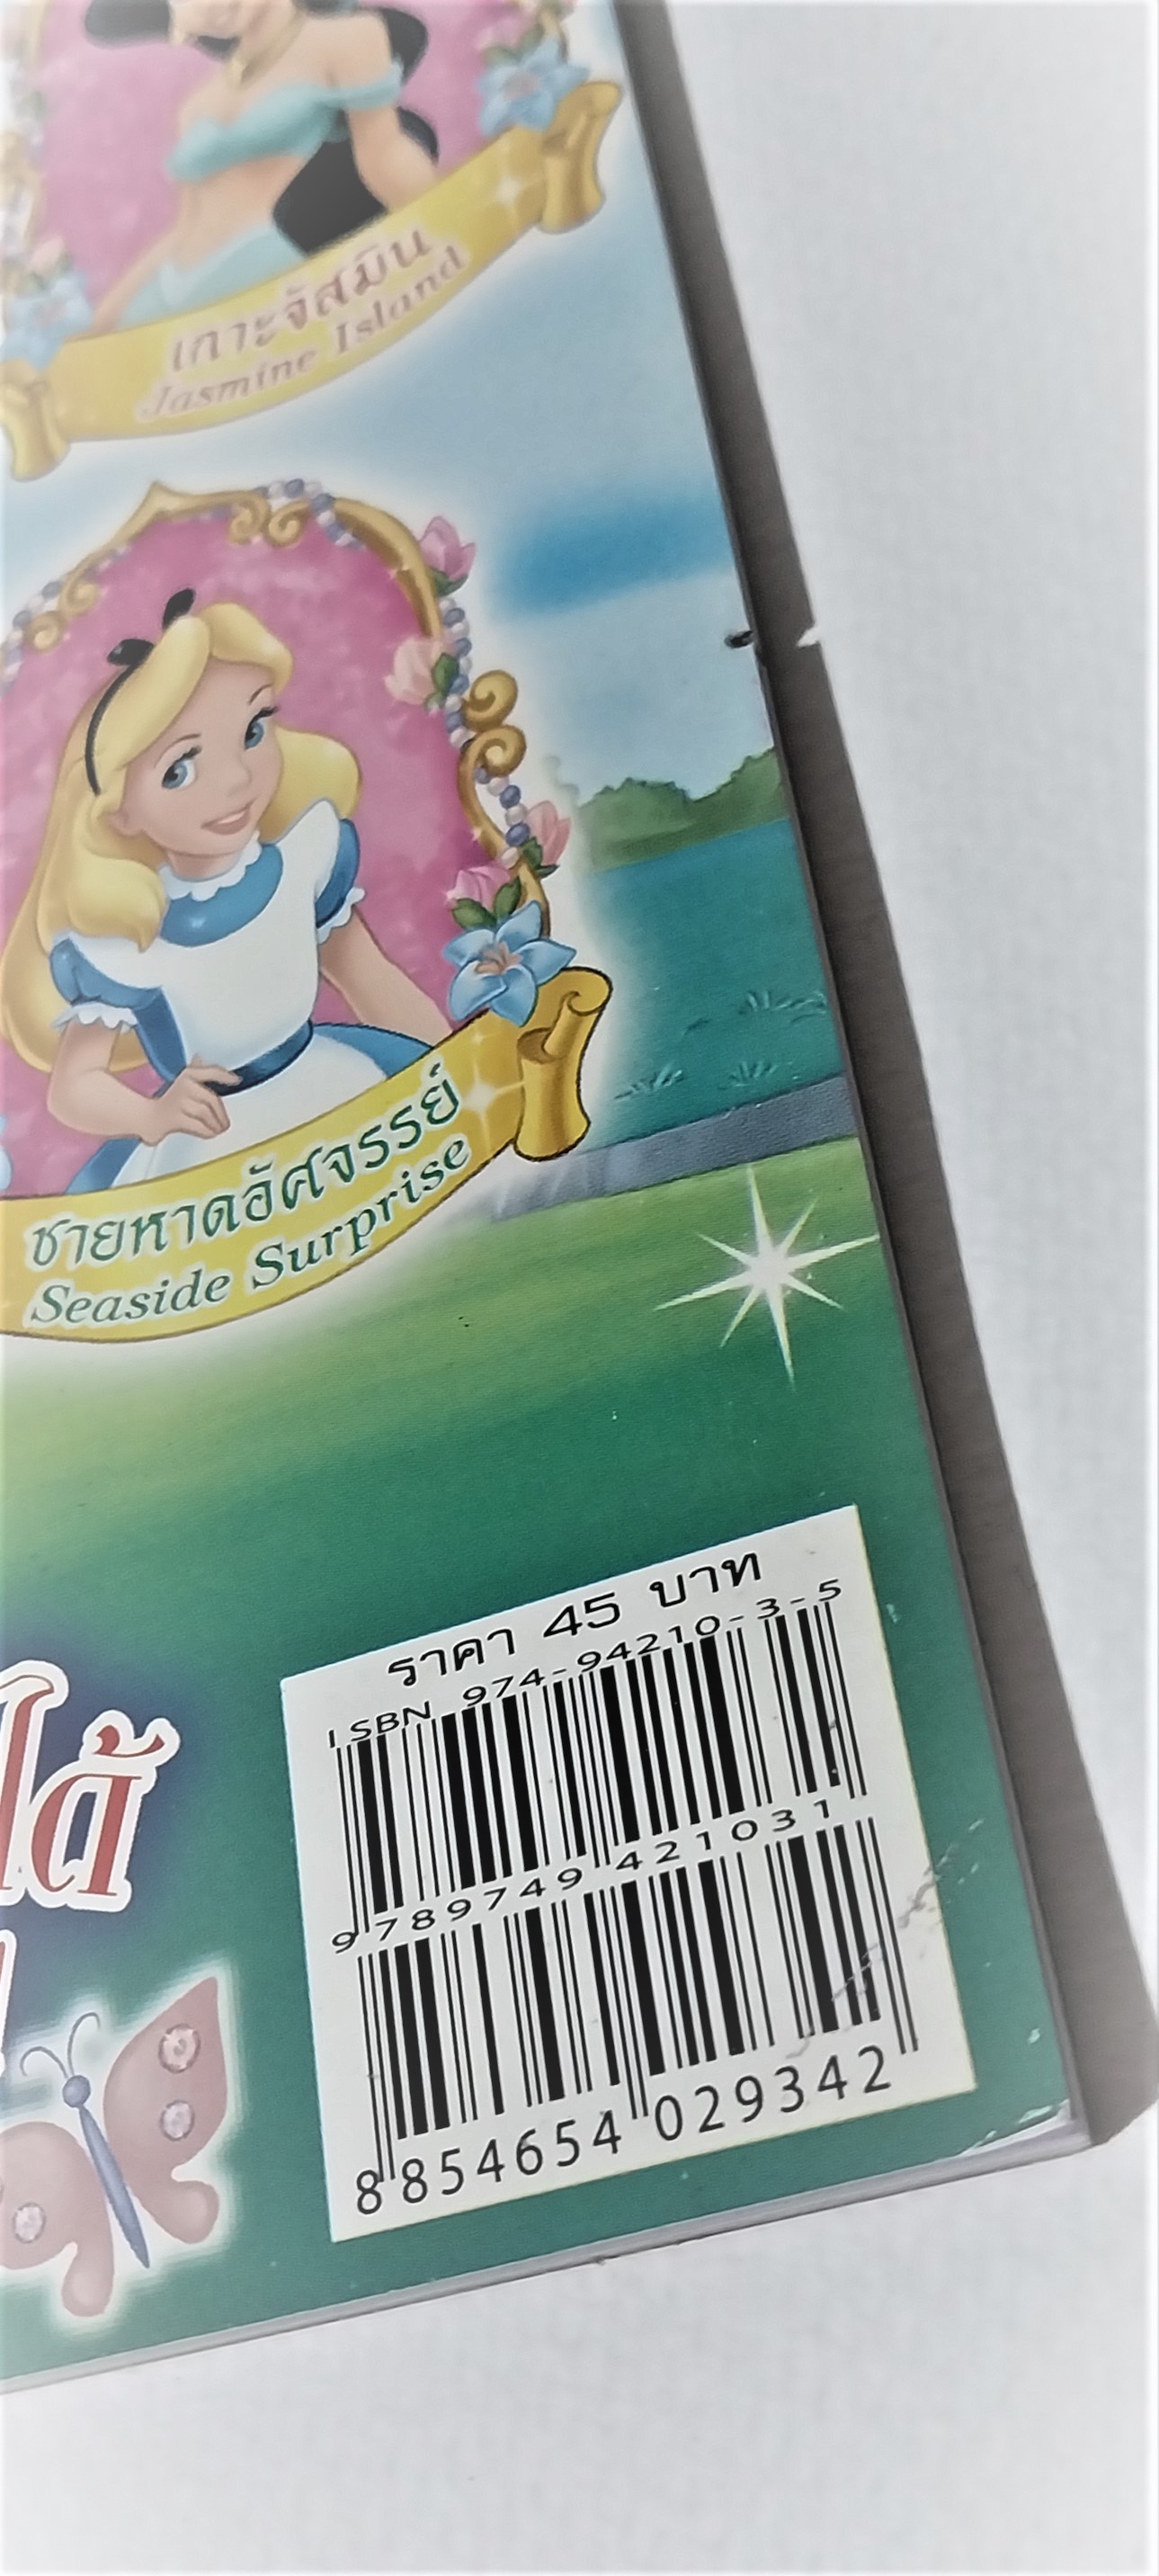 เกาะจัสมิน
Jasmine Island
ชายหาดอัศจรรย์
Seaside Surprise
ได้
ราคา 45 บาท
ISBN 974-94210-3-5
9789749421031
8854654029342